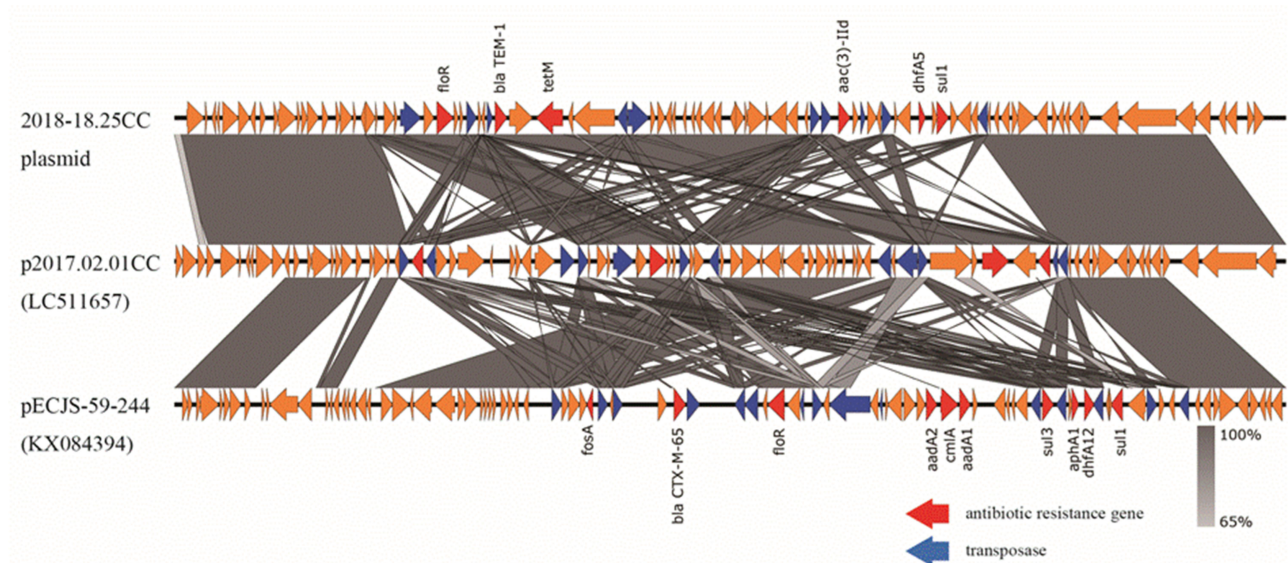 floR
bla TEM-1
tetM
aac(3)-IId
dhfA5
sul1
2018-18.25CC
plasmid
p2017.02.01CC
(LC511657)
pECJS-59-244
(KX084394)
fosA
bla CTX-M-65
floR
aadA2
cmlA
aadA1
sul3
aphA1
dhfA12
sul1
100%
65%
antibiotic resistance gene
transposase